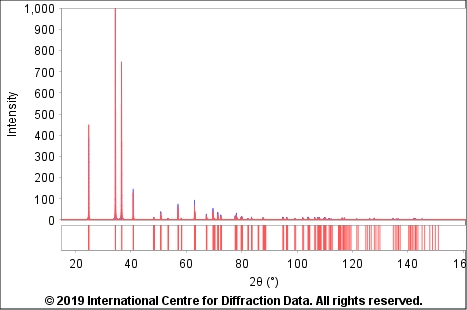 1,000
900
800
700
600
500
400
300
200
100
0
Intensity
20 40 60 80 100 120 140 160
2θ (°)
© 2019 International Centre for Diffraction Data. All rights reserved.